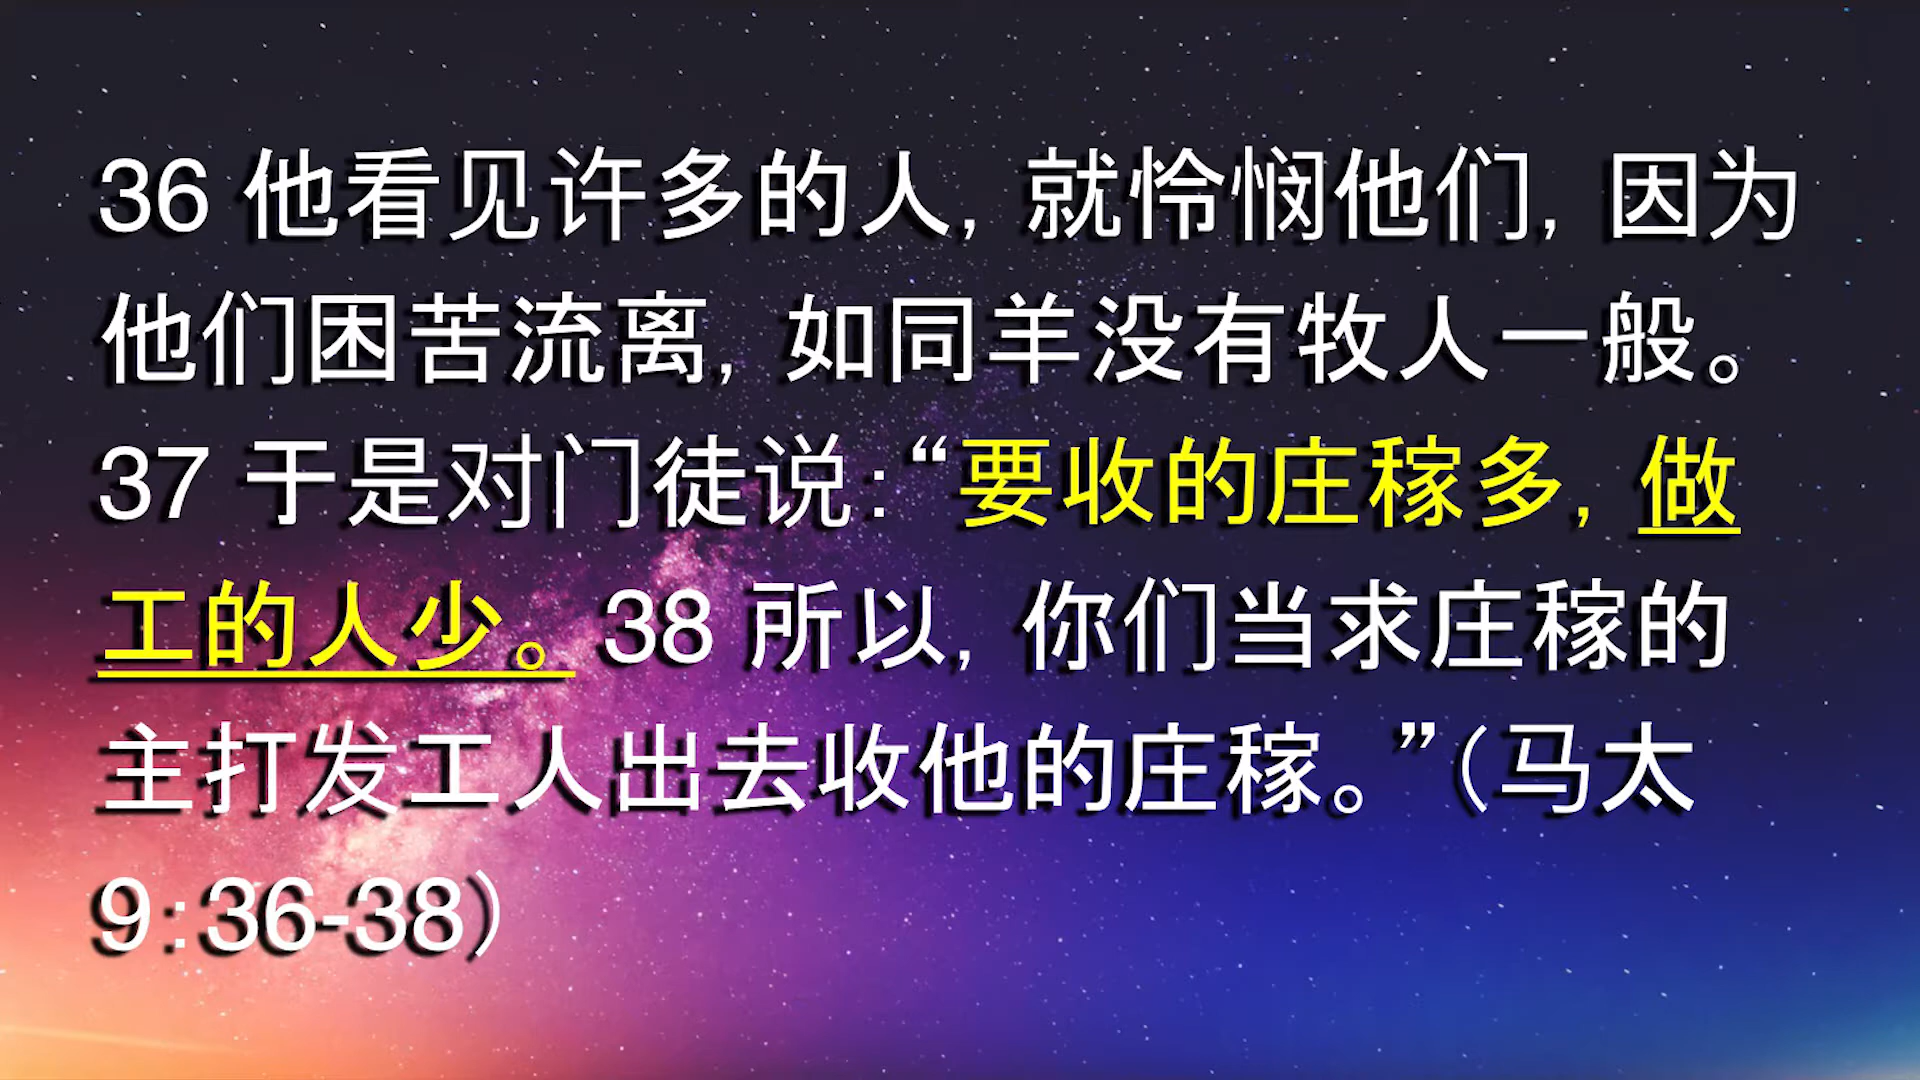 36 他看见许多的人, 就怜悯他们, 因为
他们困苦流离, 如同羊没有牧人一般。
37 于是对门徒说:“要收的庄稼多, 做
工的人少。38 所以, 你们当求庄稼的
主打发工人出去收他的庄稼。”(马太
9:36-38)